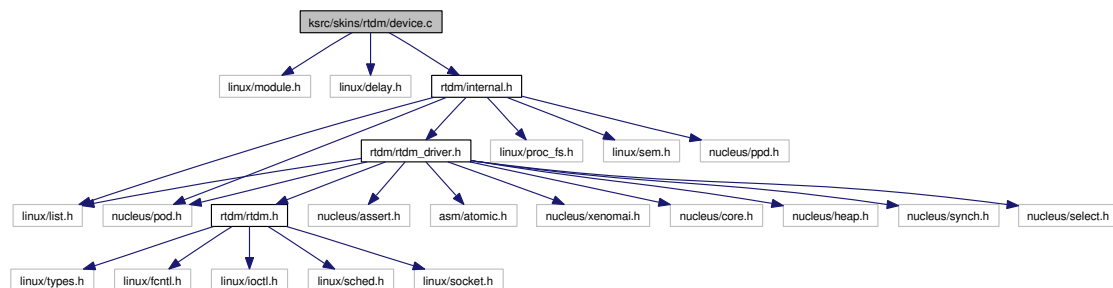 ksrc/skins/rtdm/device.c
linux/module.h
linux/delay.h
rtdm/internal.h
rtdm/rtdm_driver.h
linux/proc_fs.h
linux/sem.h
nucleus/ppd.h
linux/list.h
nucleus/pod.h
rtdm/rtdm.h
nucleus/assert.h
asm/atomic.h
nucleus/xenomai.h
nucleus/core.h
nucleus/heap.h
nucleus/synch.h
nucleus/select.h
linux/types.h
linux/fcntl.h
linux/ioctl.h
linux/sched.h
linux/socket.h